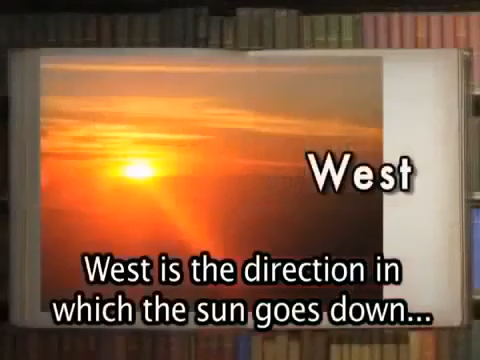 West
West is the direction in
which the sun goes down...